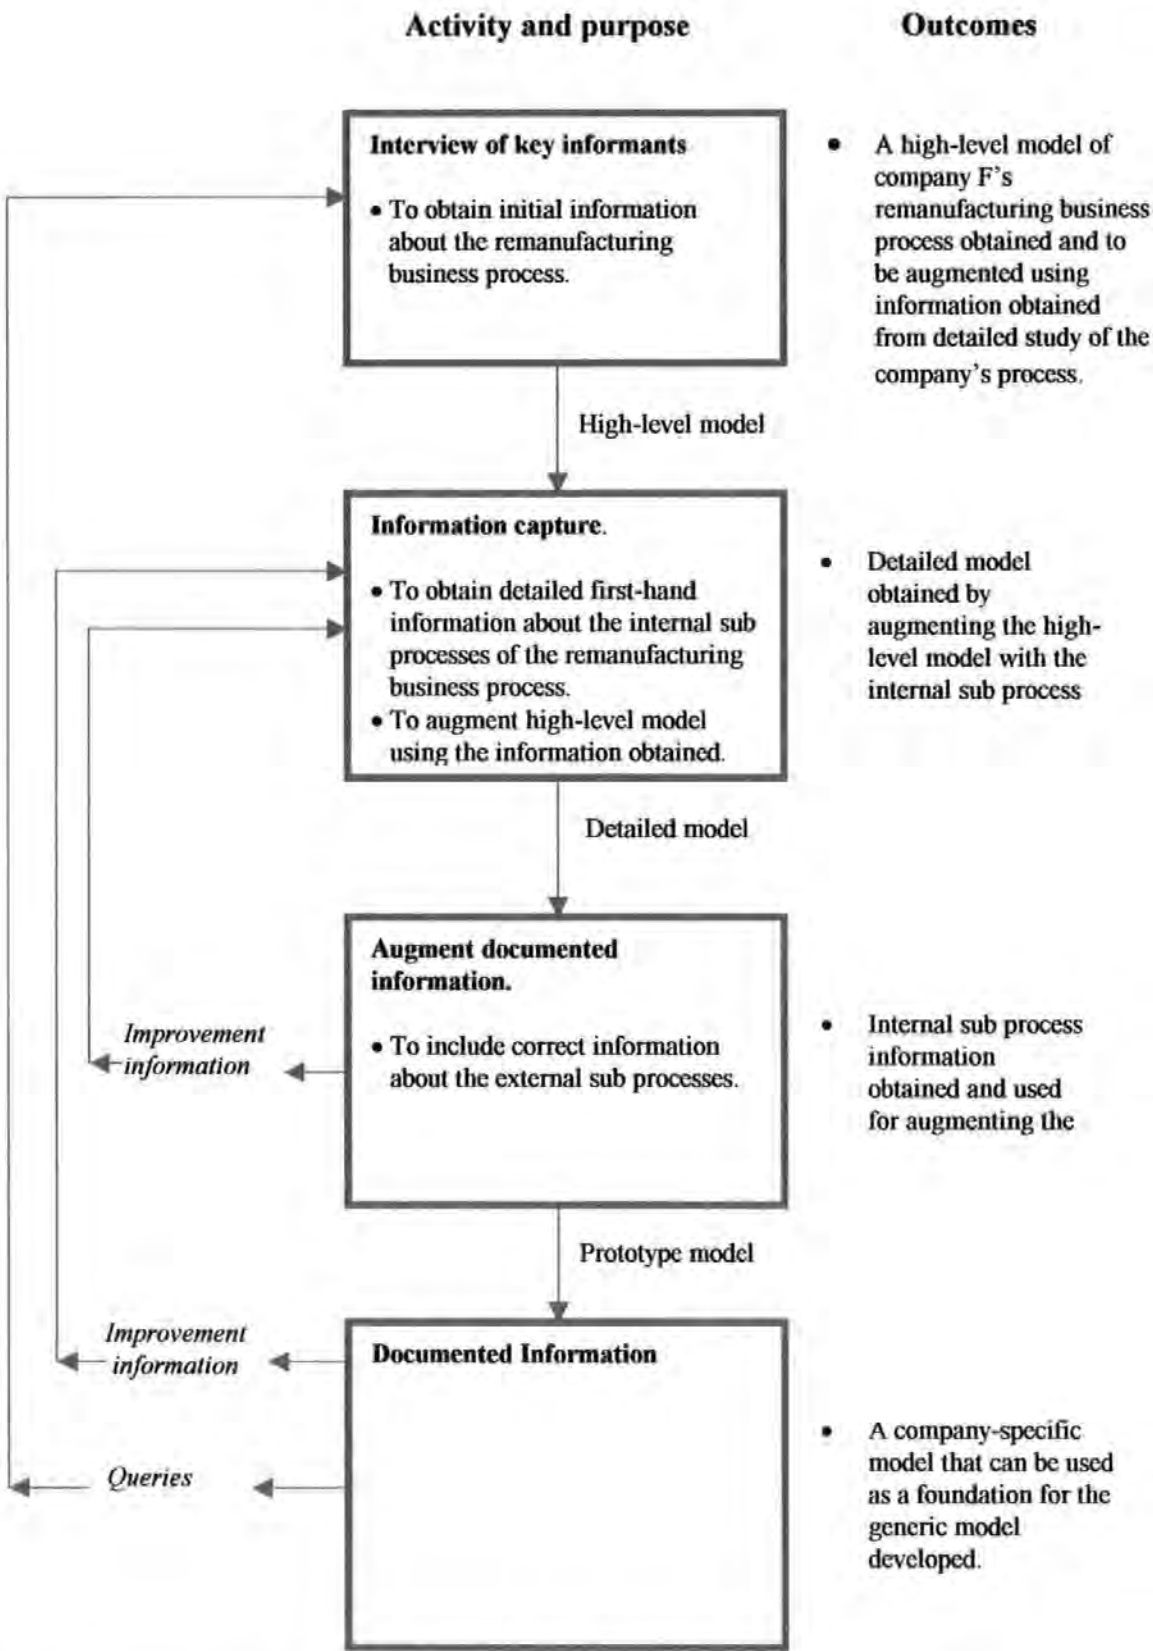 Activity and purpose
Outcomes
Interview of key informants
• To obtain initial information
about the remanufacturing
business process.
• A high-level model of
company F's
remanufacturing business
process obtained and to
be augmented using
information obtained
from detailed study of the
company's process.
High-level model
Information capture.
• To obtain detailed first-hand
information about the internal sub
processes of the remanufacturing
business process.
• To augment high-level model
using the information obtained.
• Detailed model
obtained by
augmenting the high-
level model with the
internal sub process
Detailed model
Augment documented
information.
• To include correct information
about the external sub processes.
Improvement
information
• Internal sub process
information
obtained and used
for augmenting the
Prototype model
Documented Information
Improvement
information
Queries
• A company-specific
model that can be used
as a foundation for the
generic model
developed.